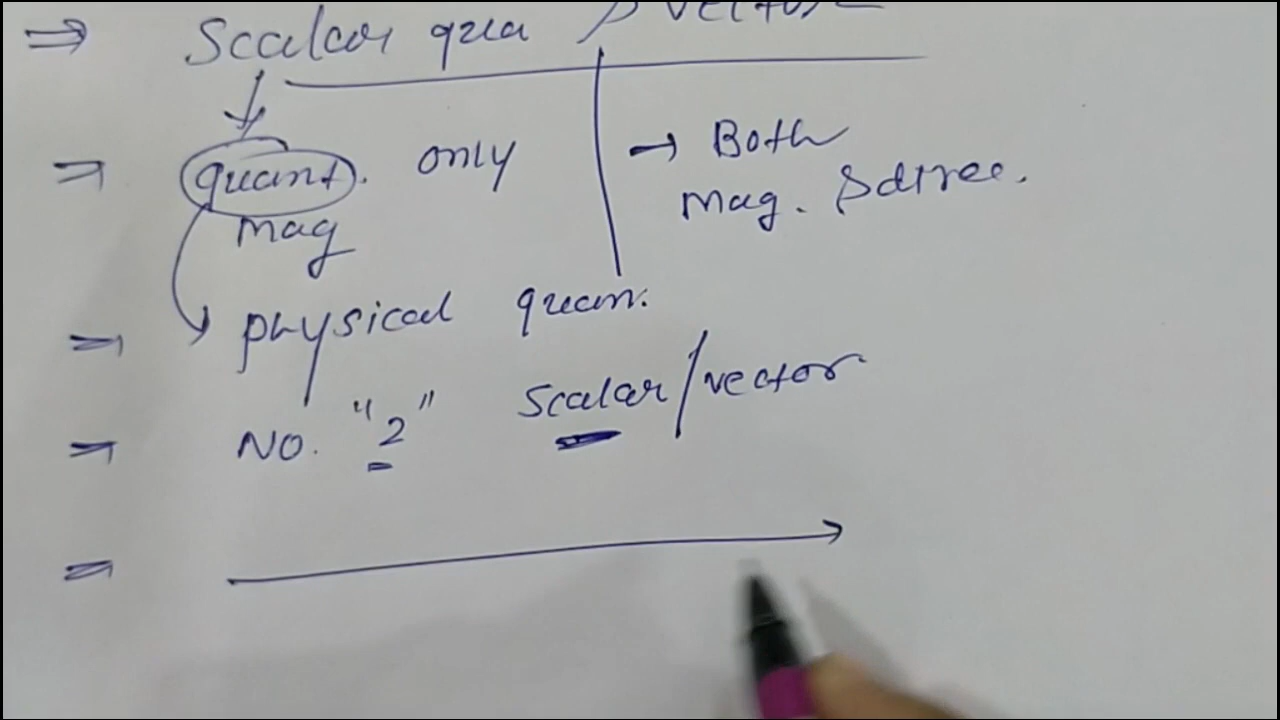 ⇒ Scalar qua & vector
⇒ quant. only
mag
→ Both
mag. & direc.
⇒ physical quan.
⇒ NO. "2" scalar/vector
⇒